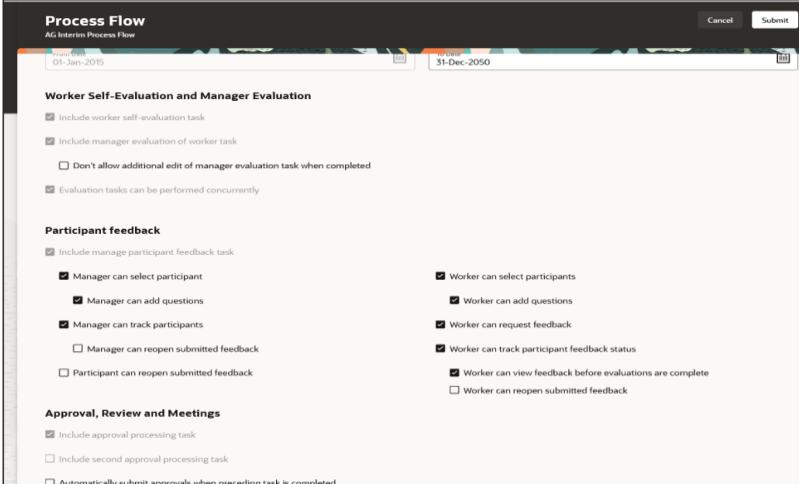 Process Flow
AG Interim Process Flow
Cancel
Submit
From Date
To Date
01-Jan-2015
31-Dec-2050
Worker Self-Evaluation and Manager Evaluation
Include worker self-evaluation task
Include manager evaluation of worker task
Don't allow additional edit of manager evaluation task when completed
Evaluation tasks can be performed concurrently
Participant feedback
Include manage participant feedback task
Manager can select participant
Worker can select participants
Manager can add questions
Worker can add questions
Manager can track participants
Worker can request feedback
Manager can reopen submitted feedback
Worker can track participant feedback status
Participant can reopen submitted feedback
Worker can view feedback before evaluations are complete
Worker can reopen submitted feedback
Approval, Review and Meetings
Include approval processing task
Include second approval processing task
Automatically submit approvals when preceding task is completed